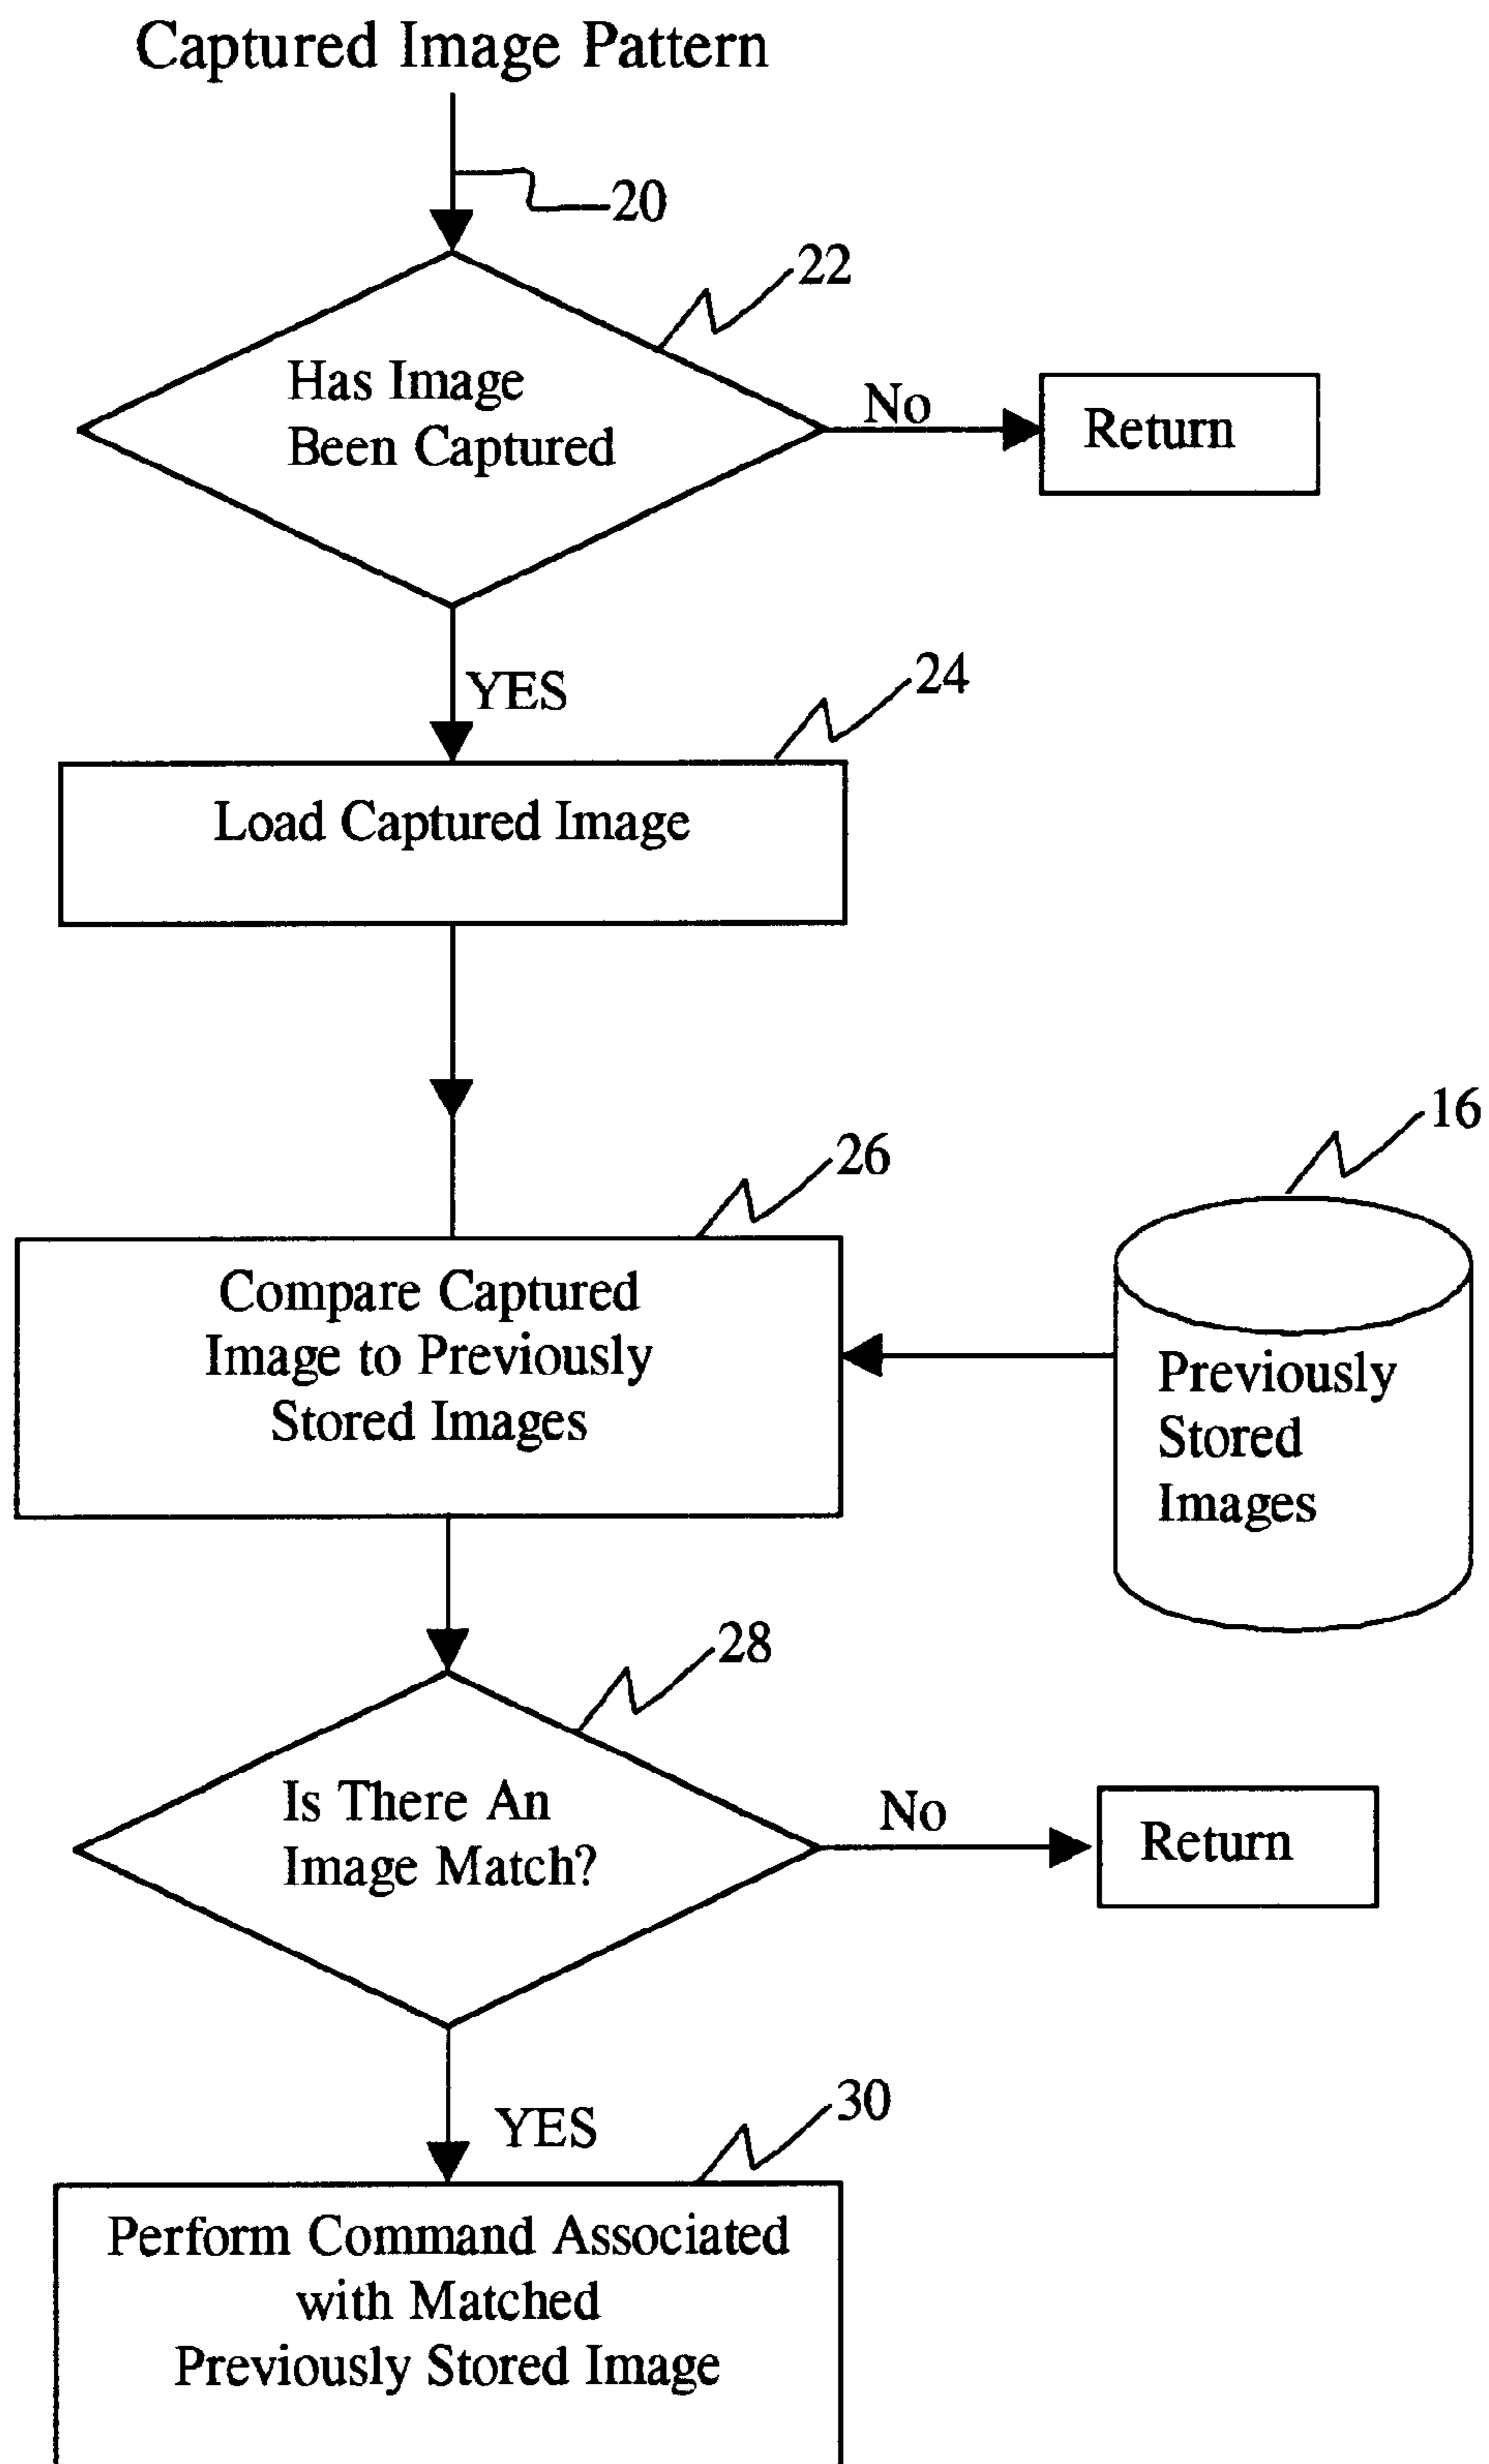 Captured Image Pattern
20
22
Has Image
Been Captured
No
Return
YES
24
Load Captured Image
16
26
Compare Captured
Image to Previously
Stored Images
Previously
Stored
Images
28
Is There An
Image Match?
No
Return
YES
30
Perform Command Associated
with Matched
Previously Stored Image